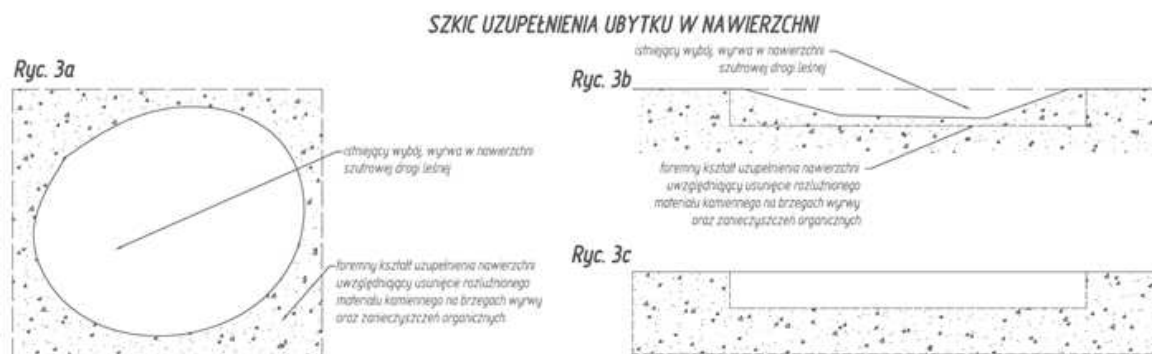 SZKIC UZUPEŁNIENIA UBYTKU W NAWIERZCHNI
Ryc. 3a
istniejący wybój, wyrwa w nawierzchni
szutrowej drogi leśnej
foremny kształt uzupełnienia nawierzchni
uwzględniający usunięcie rozluźnionego
materiału kamiennego na brzegach wyrwy
oraz zanieczyszczeń organicznych
Ryc. 3b
istniejący wybój, wyrwa w nawierzchni
szutrowej drogi leśnej
foremny kształt uzupełnienia nawierzchni
uwzględniający usunięcie rozluźnionego
materiału kamiennego na brzegach wyrwy
oraz zanieczyszczeń organicznych
Ryc. 3c